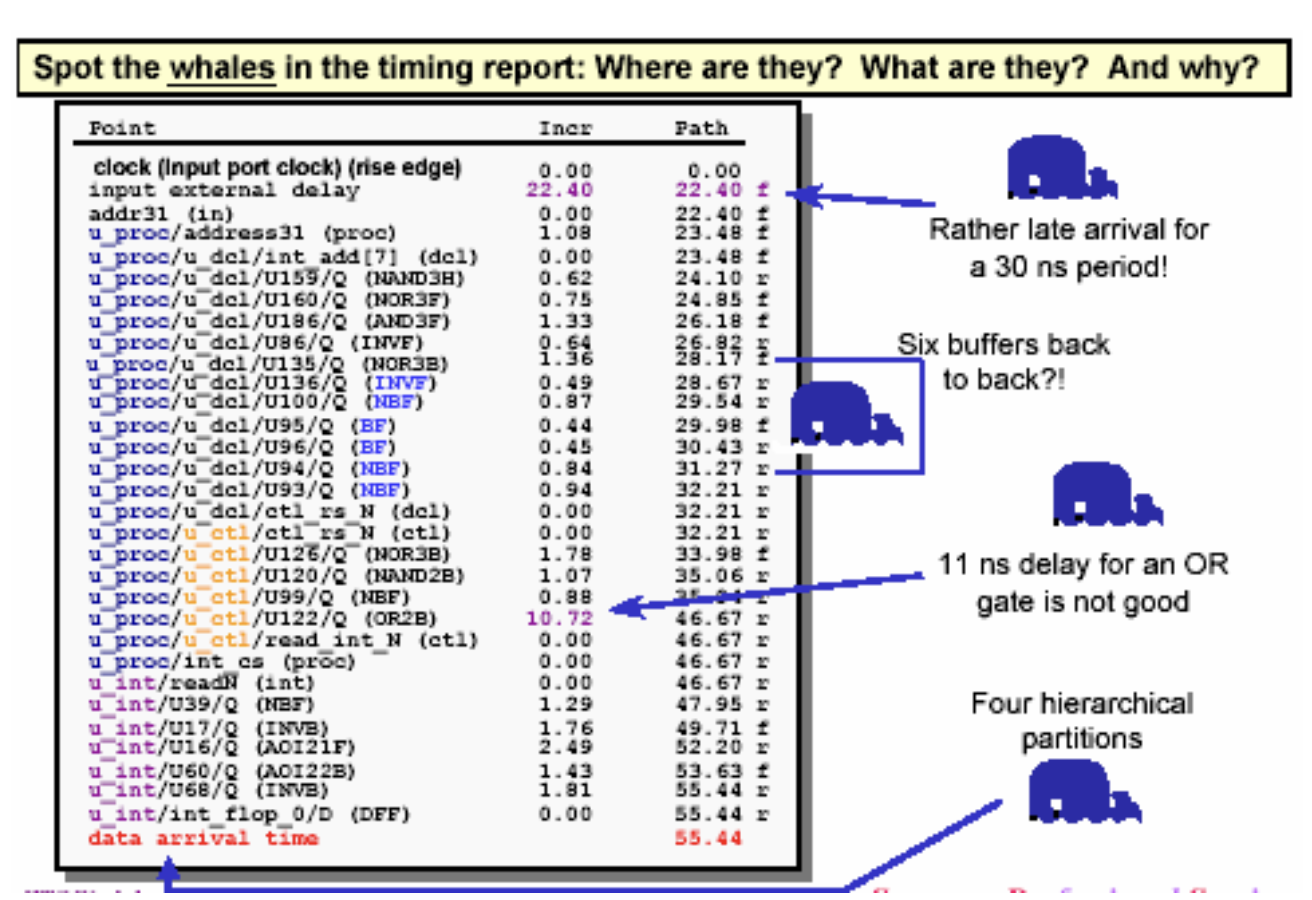 Spot the whales in the timing report: Where are they? What are they? And why?
Point Incr Path
clock (input port clock) (rise edge) 0.00 0.00
input external delay 22.40 22.40 f
addr31 (in) 0.00 22.40 f
u_proc/address31 (proc) 1.08 23.48 f
u_proc/u_dcl/int_add[7] (dcl) 0.00 23.48 f
u_proc/u_dcl/U159/Q (NAND3H) 0.62 24.10 r
u_proc/u_dcl/U160/Q (NOR3F) 0.75 24.85 f
u_proc/u_dcl/U186/Q (AND3F) 1.33 26.18 f
u_proc/u_dcl/U86/Q (INVF) 0.64 26.82 r
u_proc/u_dcl/U135/Q (NOR3B) 1.36 28.17 f
u_proc/u_dcl/U136/Q (INVF) 0.49 28.67 r
u_proc/u_dcl/U100/Q (NBF) 0.87 29.54 r
u_proc/u_dcl/U95/Q (BF) 0.44 29.98 f
u_proc/u_dcl/U96/Q (BF) 0.45 30.43 r
u_proc/u_dcl/U94/Q (NBF) 0.84 31.27 r
u_proc/u_dcl/U93/Q (NBF) 0.94 32.21 r
u_proc/u_dcl/ctl_rs_N (dcl) 0.00 32.21 r
u_proc/u_ctl/ctl_rs_N (ctl) 0.00 32.21 r
u_proc/u_ctl/U126/Q (NOR3B) 1.78 33.98 f
u_proc/u_ctl/U120/Q (NAND2B) 1.07 35.06 r
u_proc/u_ctl/U99/Q (NBF) 0.88 35.94 r
u_proc/u_ctl/U122/Q (OR2B) 10.72 46.67 r
u_proc/u_ctl/read_int_N (ctl) 0.00 46.67 r
u_proc/int_cs (proc) 0.00 46.67 r
u_int/readN (int) 0.00 46.67 r
u_int/U39/Q (NBF) 1.29 47.95 r
u_int/U17/Q (INVB) 1.76 49.71 f
u_int/U16/Q (AOI21F) 2.49 52.20 r
u_int/U60/Q (AOI22B) 1.43 53.63 f
u_int/U68/Q (INVB) 1.81 55.44 r
u_int/int_flop_0/D (DFF) 0.00 55.44 r
data arrival time 55.44
Rather late arrival for
a 30 ns period!
Six buffers back
to back?!
11 ns delay for an OR
gate is not good
Four hierarchical
partitions